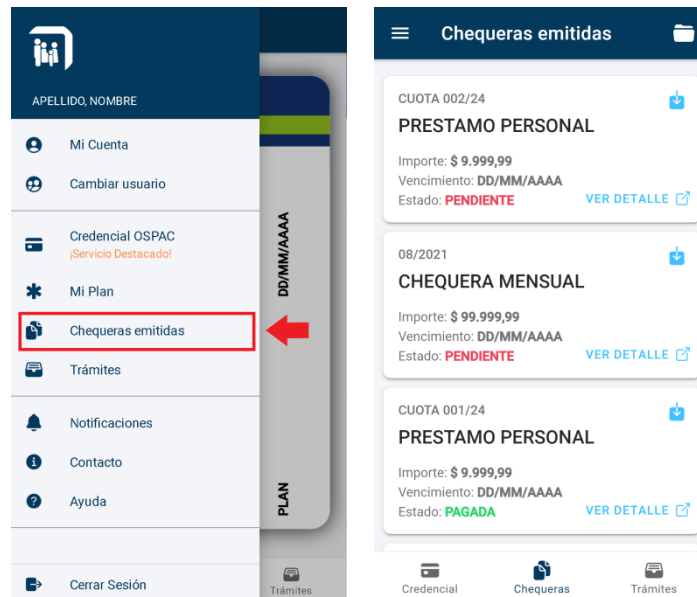 APELLIDO, NOMBRE
Mi Cuenta
Cambiar usuario
Credencial OSPAC
¡Servicio Destacado!
Mi Plan
Chequeras emitidas
Trámites
Notificaciones
Contacto
Ayuda
Cerrar Sesión
DD/MM/AAAA
PLAN
Trámites
Chequeras emitidas
CUOTA 002/24
PRESTAMO PERSONAL
Importe: $ 9.999,99
Vencimiento: DD/MM/AAAA
Estado: PENDIENTE VER DETALLE
08/2021
CHEQUERA MENSUAL
Importe: $ 99.999,99
Vencimiento: DD/MM/AAAA
Estado: PENDIENTE VER DETALLE
CUOTA 001/24
PRESTAMO PERSONAL
Importe: $ 9.999,99
Vencimiento: DD/MM/AAAA
Estado: PAGADA VER DETALLE
Credencial Chequeras Trámites